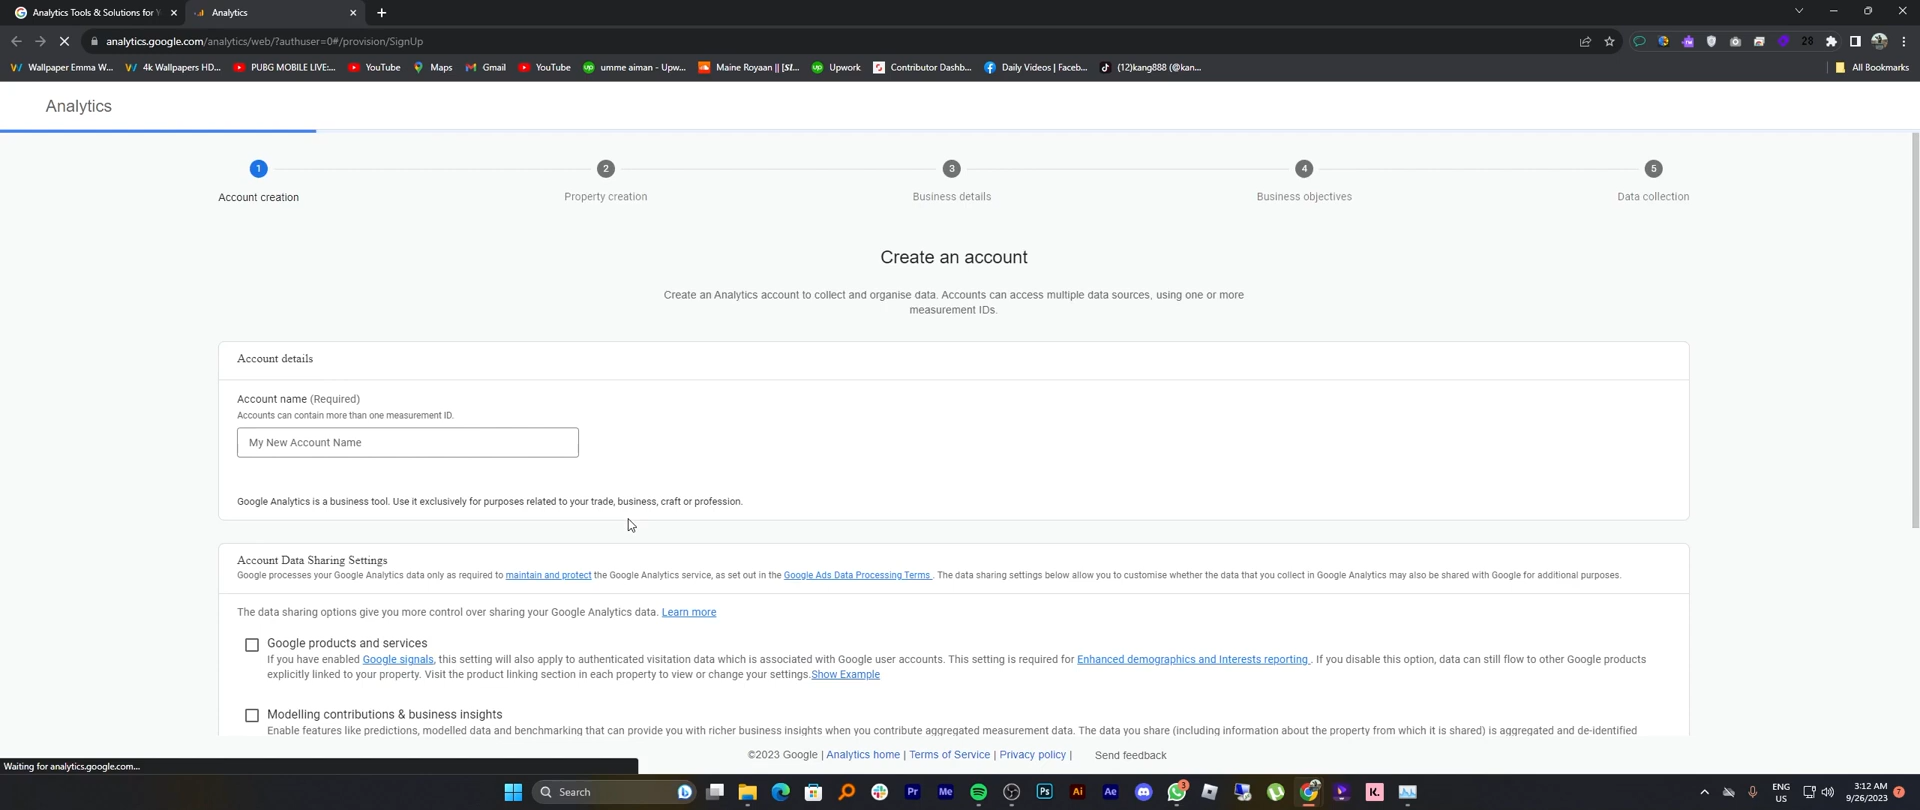 Analytics Tools & Solutions for Y
Analytics
analytics.google.com/analytics/web/?authuser=0#/provision/SignUp
28
Wallpaper Emma W...
4k Wallpapers HD...
PUBG MOBILE LIVE:...
YouTube
Maps
Gmail
YouTube
umme aiman - Upw...
Maine Royaan || [SL...
Upwork
Contributor Dashb...
Daily Videos | Faceb...
(12)kang888 (@kan...
All Bookmarks
Analytics
1
2
3
4
5
Account creation
Property creation
Business details
Business objectives
Data collection
Create an account
Create an Analytics account to collect and organise data. Accounts can access multiple data sources, using one or more
measurement IDs.
Account details
Account name (Required)
Accounts can contain more than one measurement ID.
My New Account Name
Google Analytics is a business tool. Use it exclusively for purposes related to your trade, business, craft or profession.
Account Data Sharing Settings
Google processes your Google Analytics data only as required to maintain and protect the Google Analytics service, as set out in the Google Ads Data Processing Terms . The data sharing settings below allow you to customise whether the data that you collect in Google Analytics may also be shared with Google for additional purposes.
The data sharing options give you more control over sharing your Google Analytics data. Learn more
Google products and services
If you have enabled Google signals, this setting will also apply to authenticated visitation data which is associated with Google user accounts. This setting is required for Enhanced demographics and Interests reporting . If you disable this option, data can still flow to other Google products
explicitly linked to your property. Visit the product linking section in each property to view or change your settings.Show Example
Modelling contributions & business insights
Enable features like predictions, modelled data and benchmarking that can provide you with richer business insights when you contribute aggregated measurement data. The data you share (including information about the property from which it is shared) is aggregated and de-identified
©2023 Google | Analytics home | Terms of Service | Privacy policy | Send feedback
Waiting for analytics.google.com...
Search
Pr
Me
Ps
Ai
Ae
3
K.
ENG
US
3:12 AM
9/26/2023
7